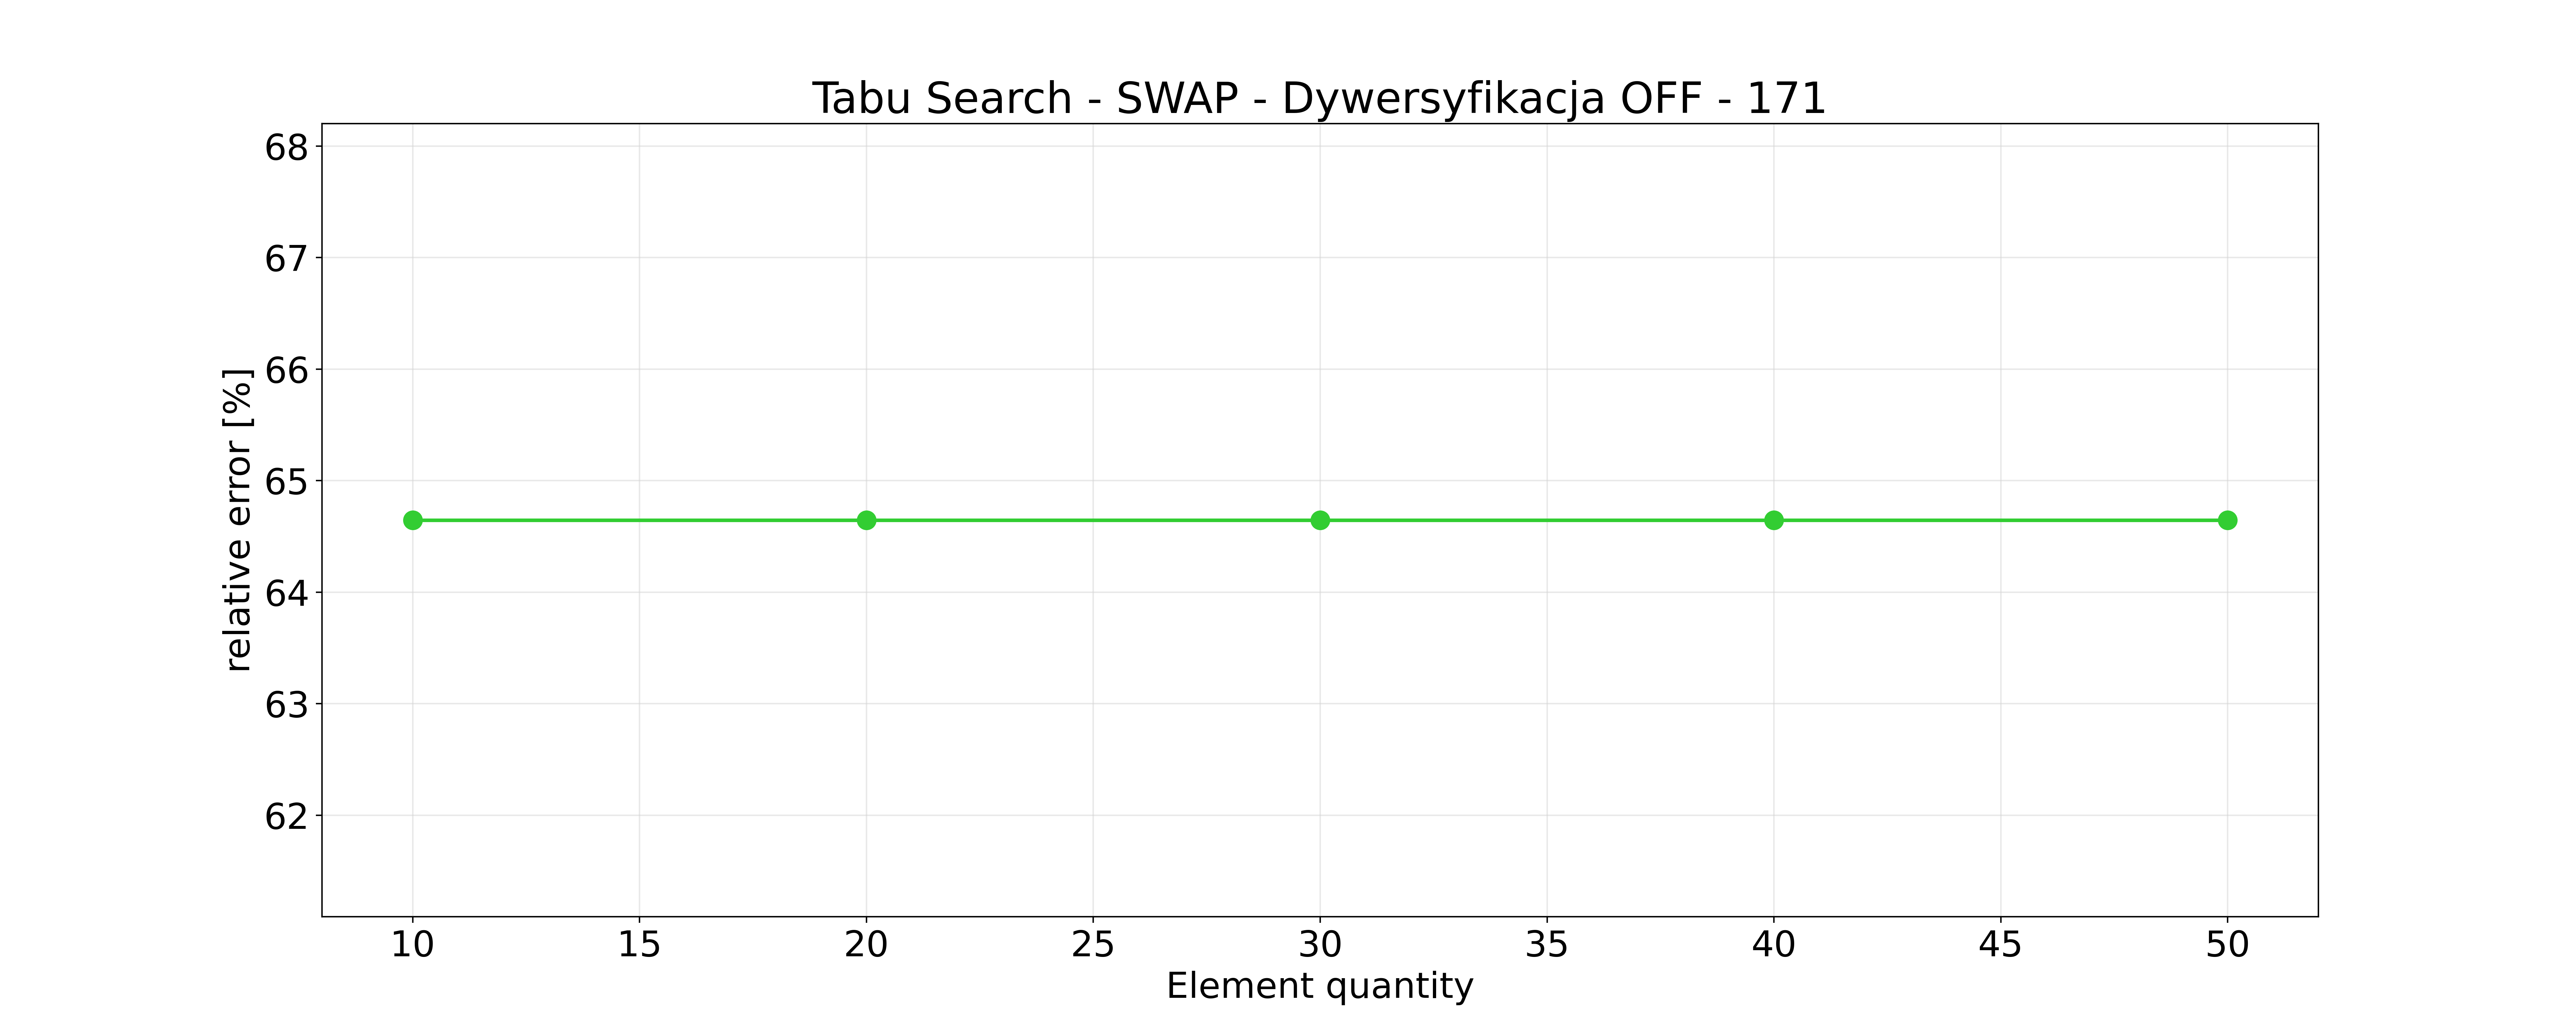 Tabu Search - SWAP - Dywersyfikacja OFF - 171
68
67
66
65
64
63
62
relative error [%]
10 15 20 25 30 35 40 45 50
Element quantity